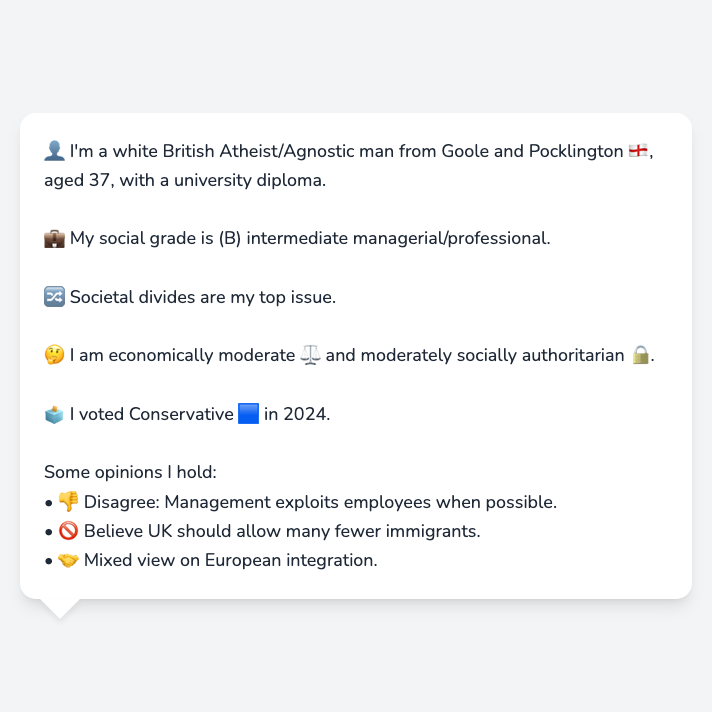 👤 I'm a white British Atheist/Agnostic man from Goole and Pocklington 🏴󠁧󠁢󠁥󠁮󠁧󠁿,
aged 37, with a university diploma.
💼 My social grade is (B) intermediate managerial/professional.
🔀 Societal divides are my top issue.
🤔 I am economically moderate ⚖️ and moderately socially authoritarian 🔒.
🗳️ I voted Conservative 🟦 in 2024.
Some opinions I hold:
• 👎 Disagree: Management exploits employees when possible.
• 🚫 Believe UK should allow many fewer immigrants.
• 🤝 Mixed view on European integration.